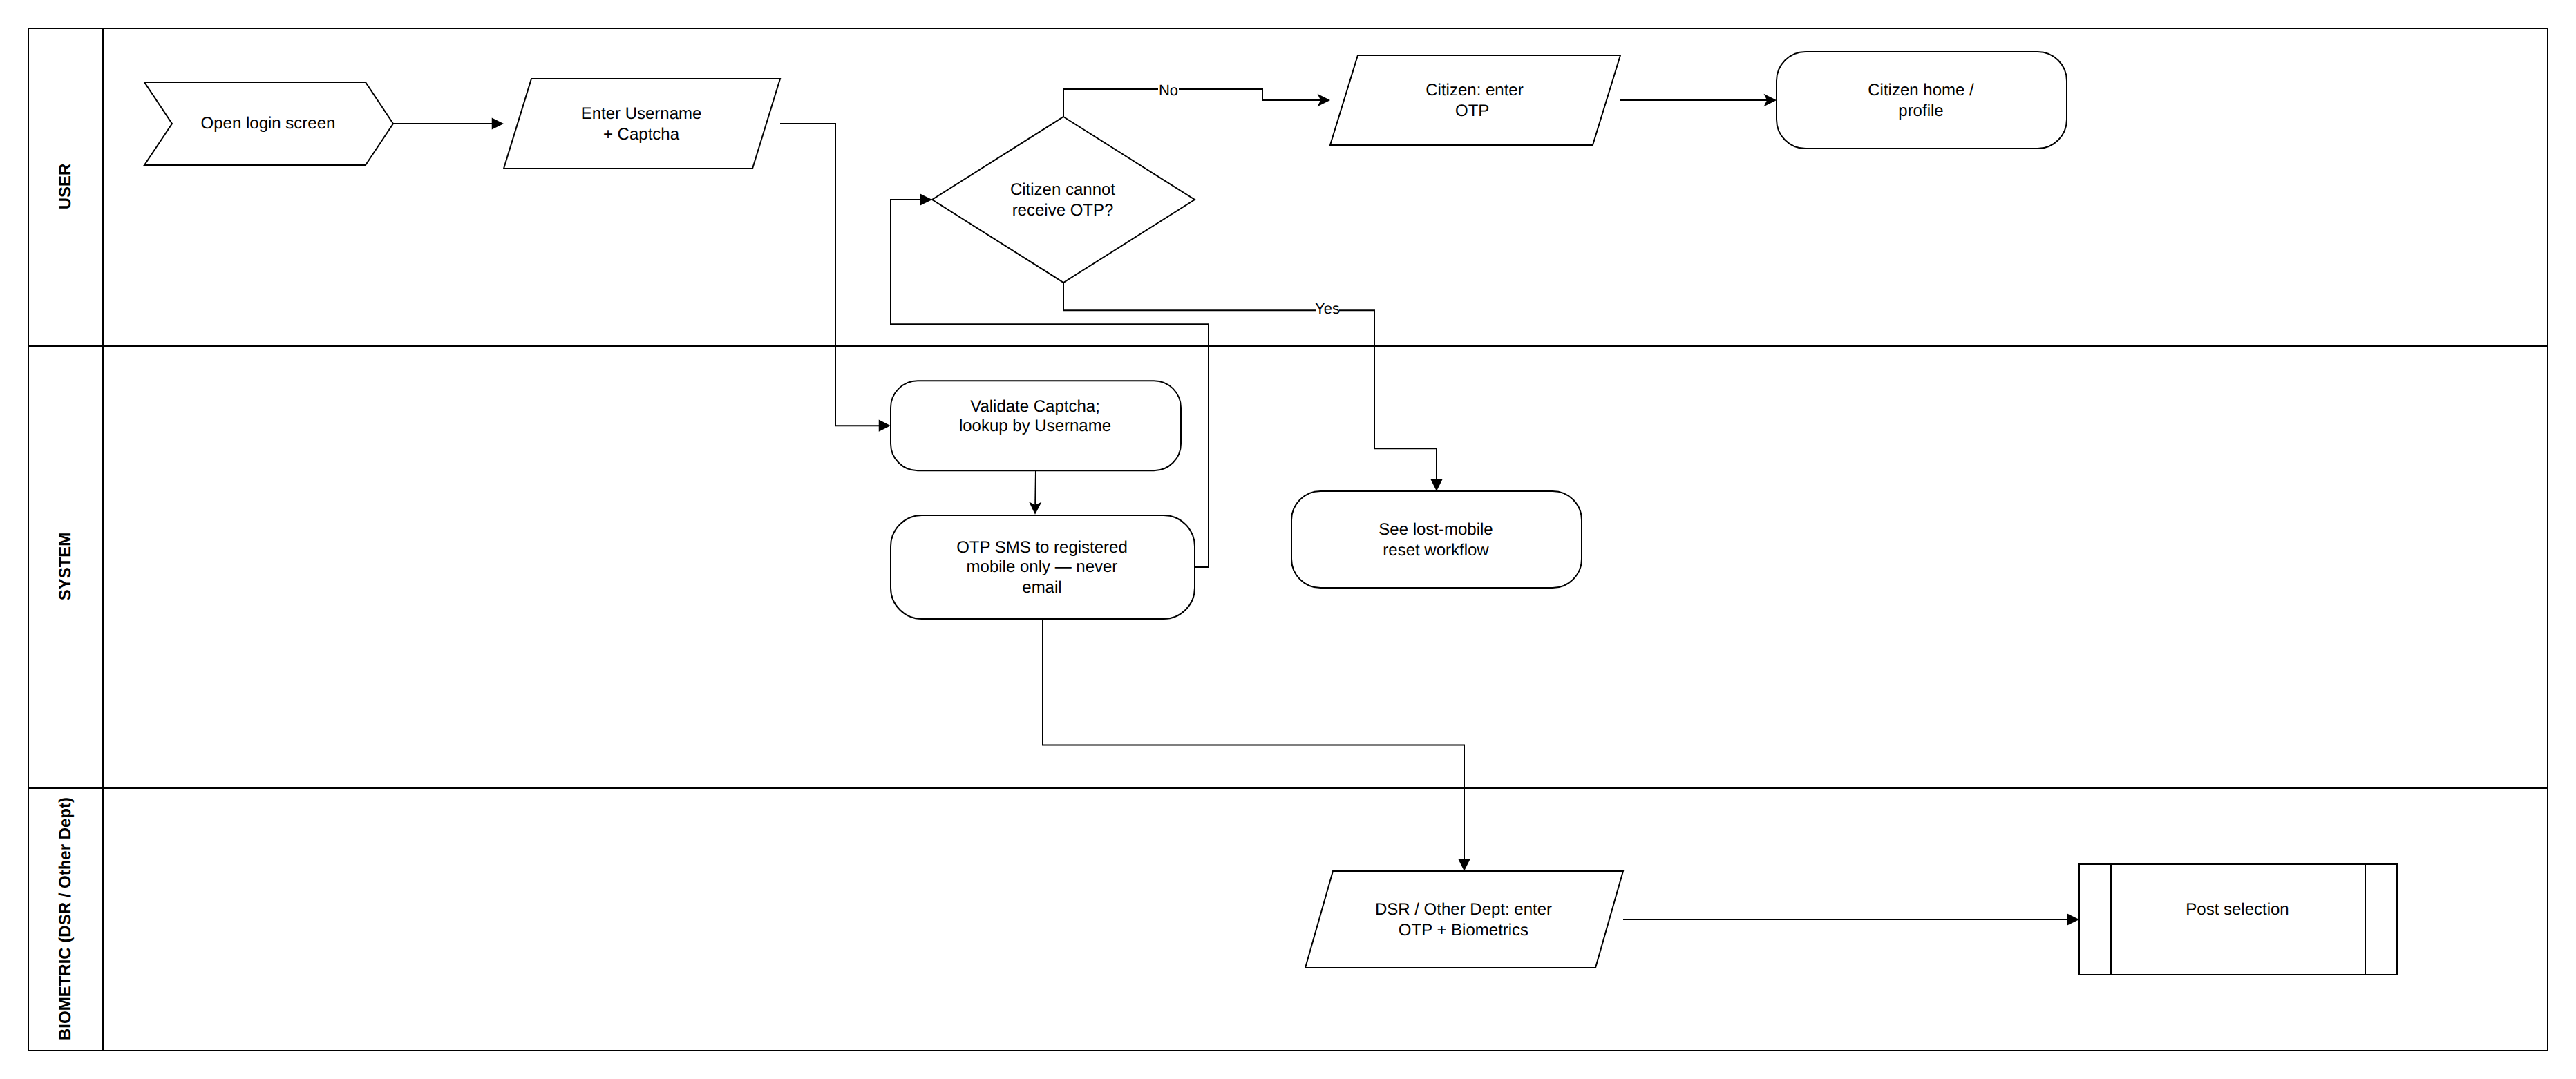 USER
Open login screen
Enter Username
+ Captcha
No
Citizen: enter
OTP
Citizen home /
profile
Citizen cannot
receive OTP?
Yes
SYSTEM
Validate Captcha;
lookup by Username
OTP SMS to registered
mobile only — never
email
See lost-mobile
reset workflow
BIOMETRIC (DSR / Other Dept)
DSR / Other Dept: enter
OTP + Biometrics
Post selection